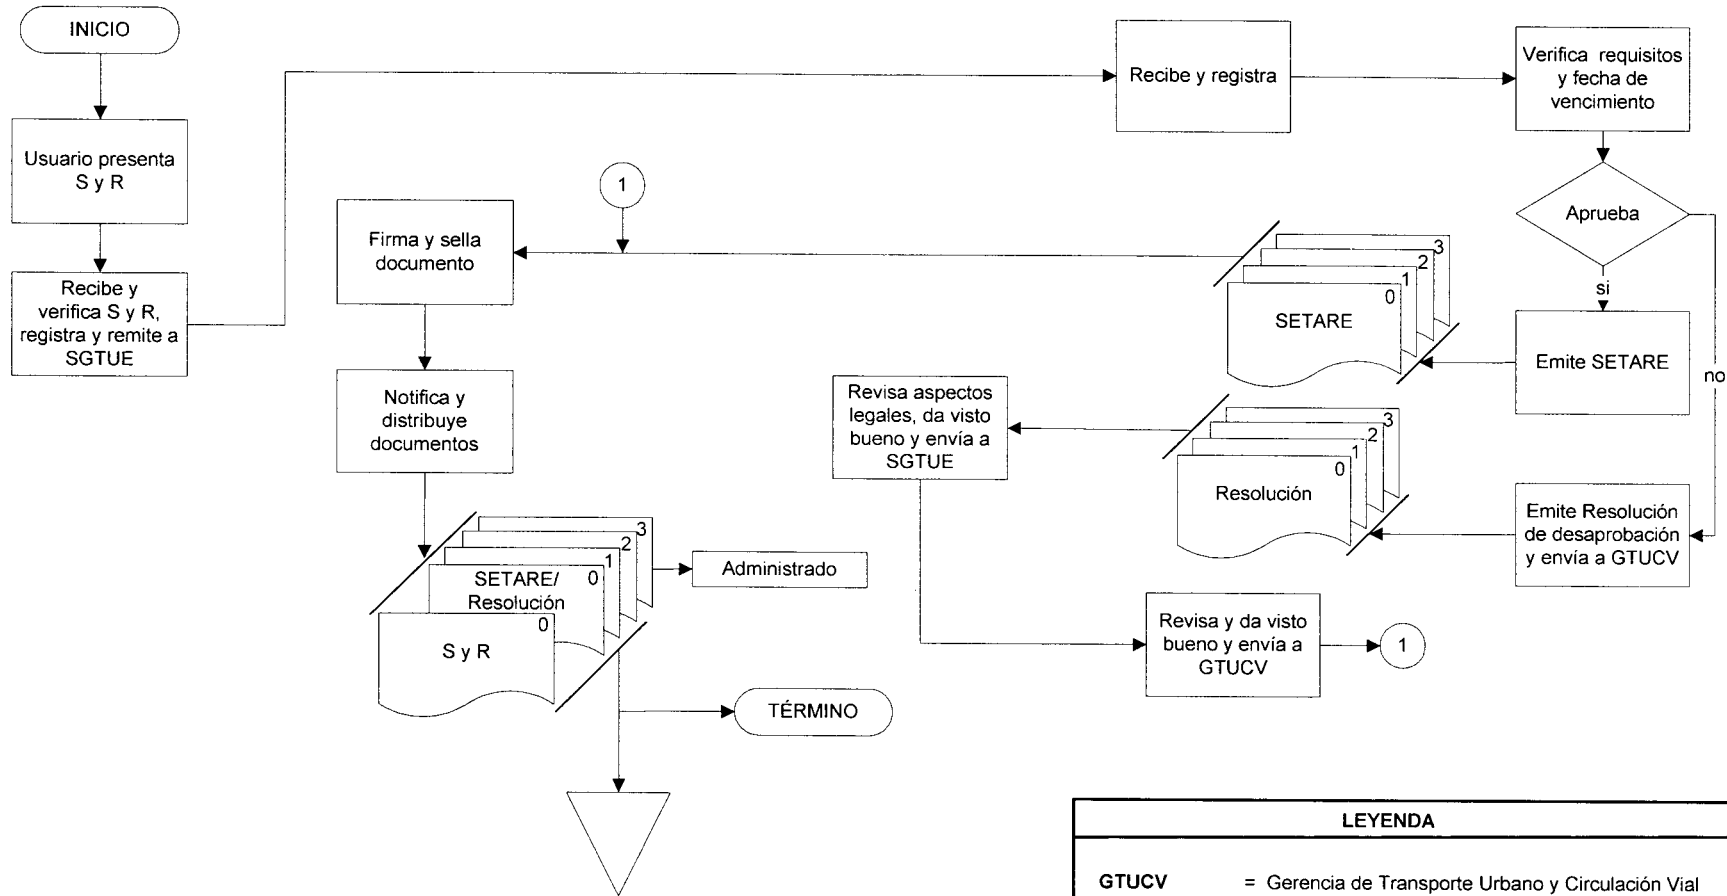 INICIO
Usuario presenta
S y R
Recibe y
verifica S y R,
registra y remite a
SGTUE
Recibe y registra
Verifica requisitos
y fecha de
vencimiento
Aprueba
si
no
Emite SETARE
3
2
1
0
SETARE
1
Firma y sella
documento
Notifica y
distribuye
documentos
Emite Resolución
de desaprobación
y envía a GTUCV
3
2
1
0
Resolución
Revisa aspectos
legales, da visto
bueno y envía a
SGTUE
Revisa y da visto
bueno y envía a
GTUCV
1
3
2
1
0
SETARE/
Resolución
0
S y R
Administrado
TÉRMINO
LEYENDA
GTUCV = Gerencia de Transporte Urbano y Circulación Vial